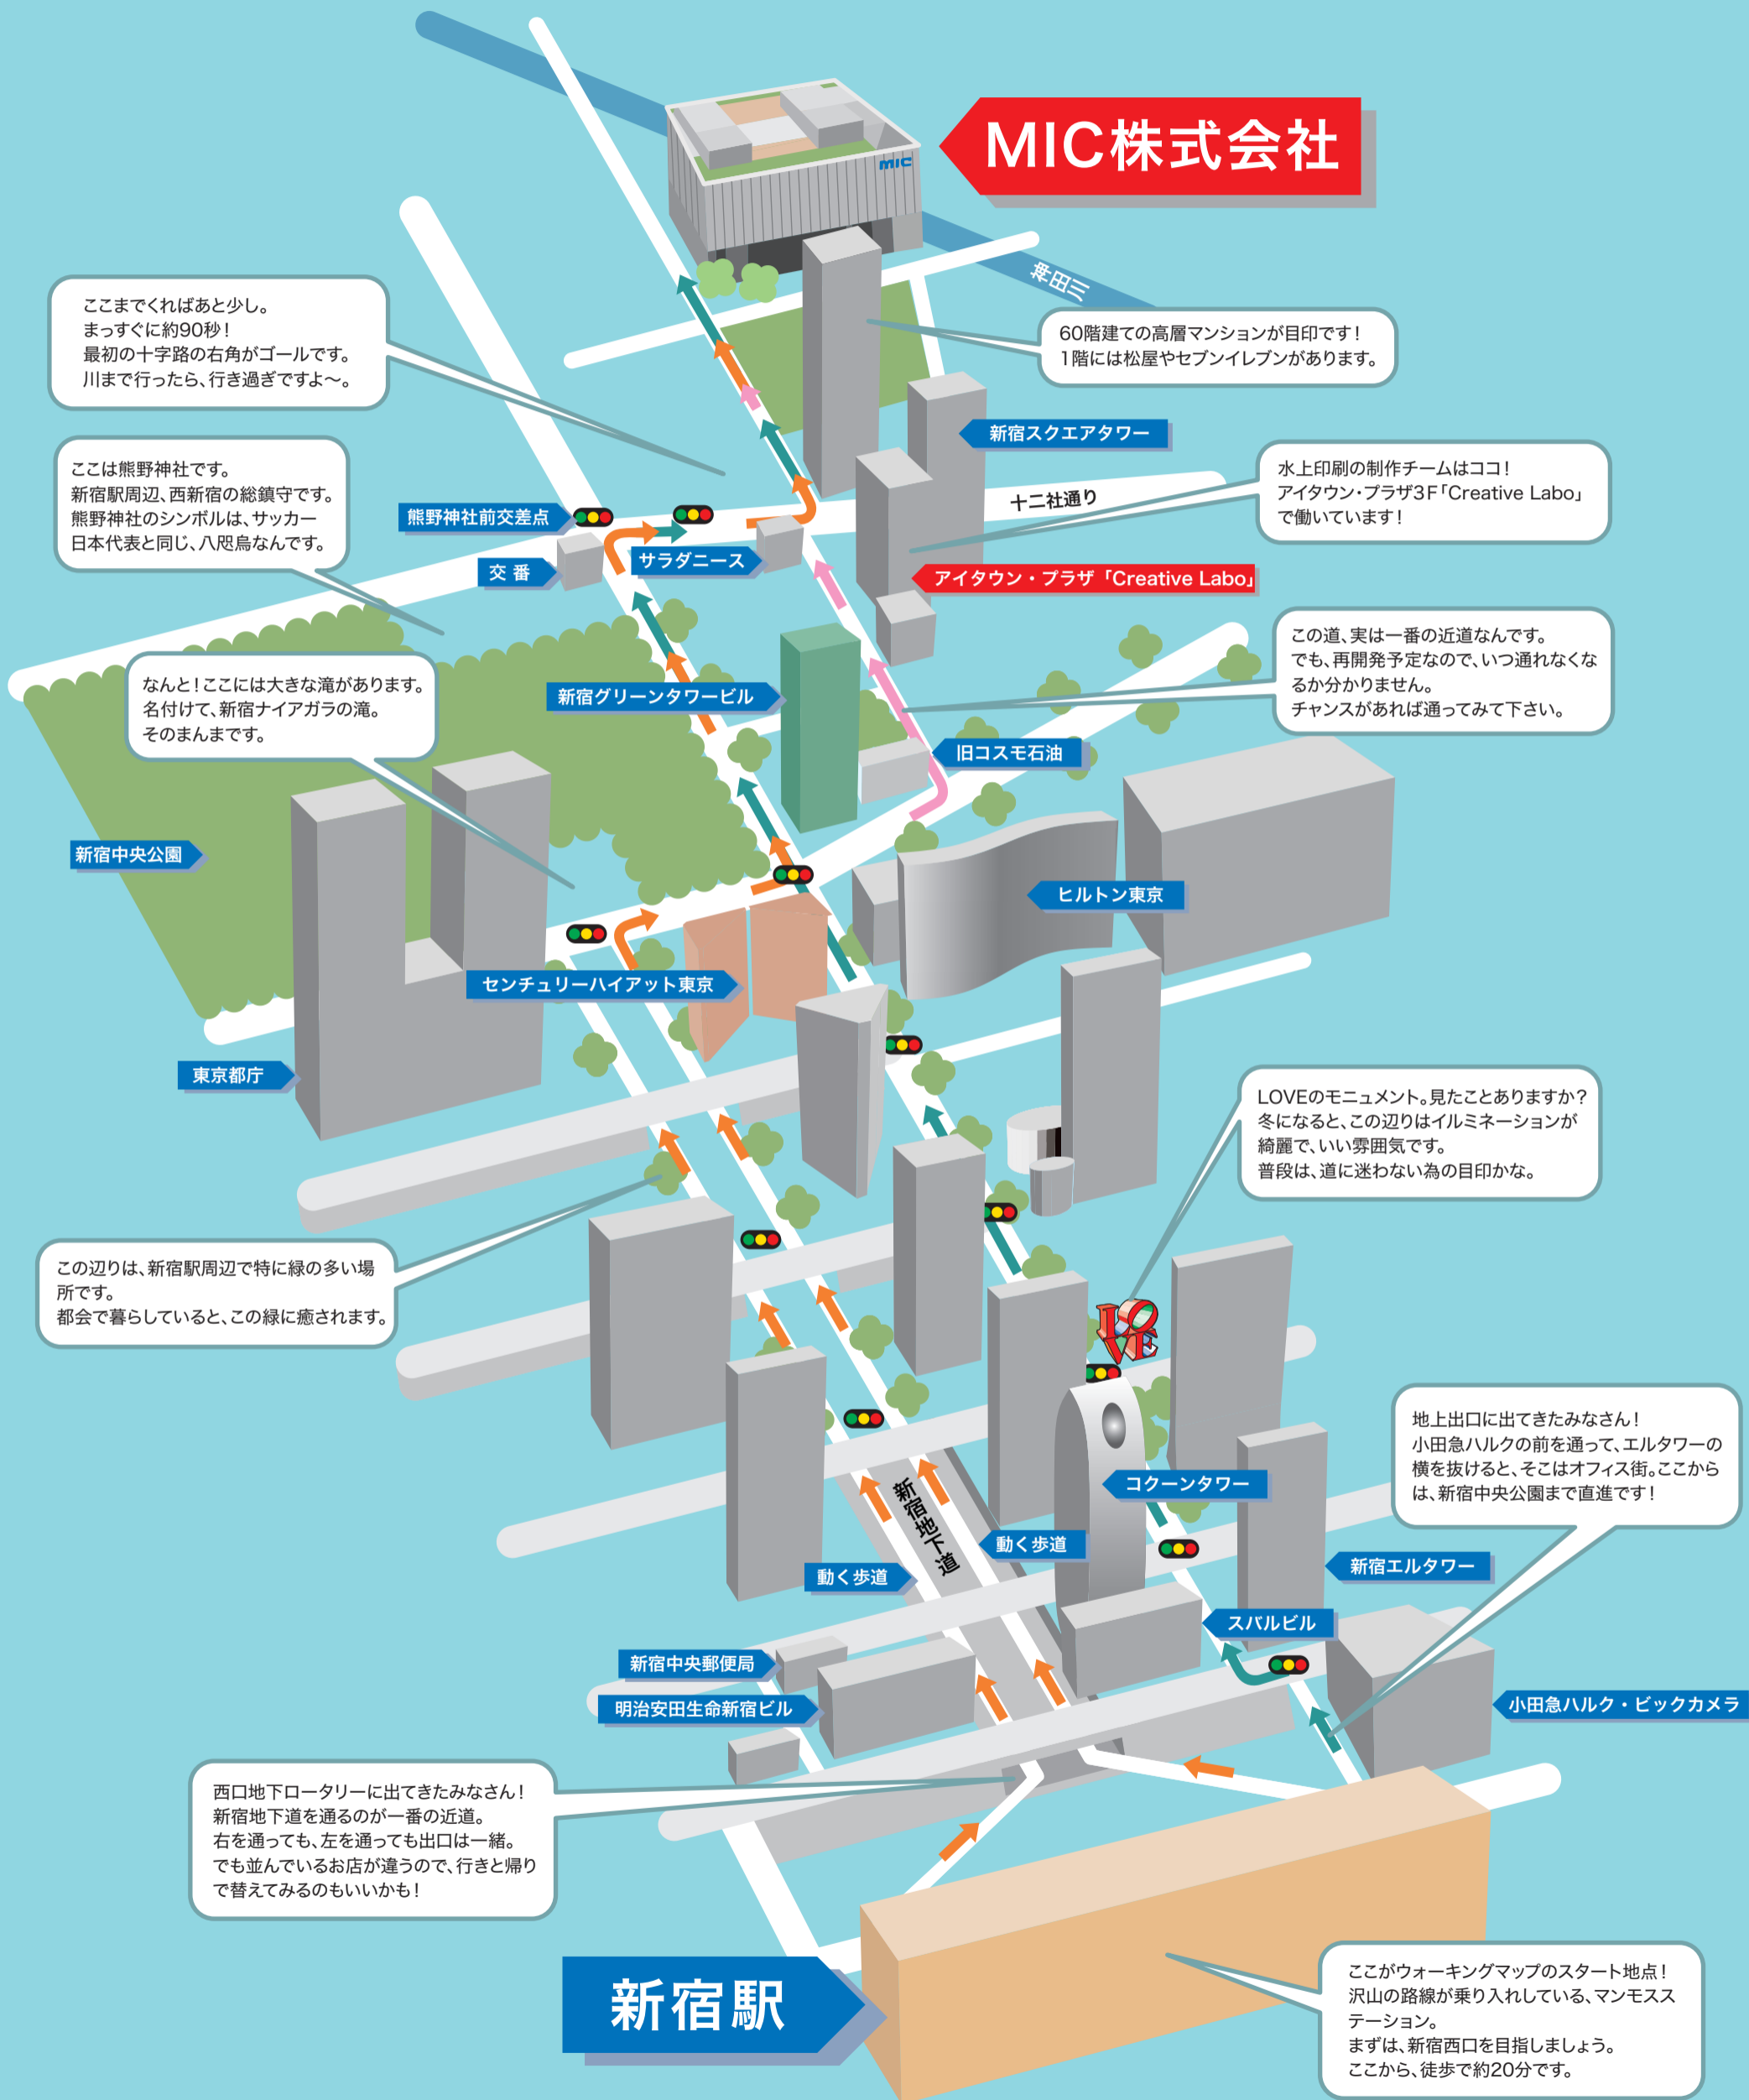 MIC株式会社
mic
神田川
ここまでくればあと少し。
まっすぐに約90秒！
最初の十字路の右角がゴールです。
川まで行ったら、行き過ぎですよ〜。
60階建ての高層マンションが目印です！
1階には松屋やセブンイレブンがあります。
新宿スクエアタワー
ここは熊野神社です。
新宿駅周辺、西新宿の総鎮守です。
熊野神社のシンボルは、サッカー
日本代表と同じ、八咫烏なんです。
水上印刷の制作チームはココ！
アイタウン・プラザ3F「Creative Labo」
で働いています！
十二社通り
熊野神社前交差点
サラダニース
交番
アイタウン・プラザ「Creative Labo」
この道、実は一番の近道なんです。
でも、再開発予定なので、いつ通れなくな
るか分かりません。
チャンスがあれば通ってみて下さい。
なんと！ここには大きな滝があります。
名付けて、新宿ナイアガラの滝。
そのまんまです。
新宿グリーンタワービル
旧コスモ石油
新宿中央公園
ヒルトン東京
センチュリーハイアット東京
東京都庁
LOVEのモニュメント。見たことありますか？
冬になると、この辺りはイルミネーションが
綺麗で、いい雰囲気です。
普段は、道に迷わない為の目印かな。
この辺りは、新宿駅周辺で特に緑の多い場
所です。
都会で暮らしていると、この緑に癒されます。
LOVE
地上出口に出てきたみなさん！
小田急ハルクの前を通って、エルタワーの
横を抜けると、そこはオフィス街。ここから
は、新宿中央公園まで直進です！
コクーンタワー
新宿地下道
動く歩道
動く歩道
新宿エルタワー
スバルビル
新宿中央郵便局
明治安田生命新宿ビル
小田急ハルク・ビックカメラ
西口地下ロータリーに出てきたみなさん！
新宿地下道を通るのが一番の近道。
右を通っても、左を通っても出口は一緒。
でも並んでいるお店が違うので、行きと帰り
で替えてみるのもいいかも！
新宿駅
ここがウォーキングマップのスタート地点！
沢山の路線が乗り入れしている、マンモスス
テーション。
まずは、新宿西口を目指しましょう。
ここから、徒歩で約20分です。